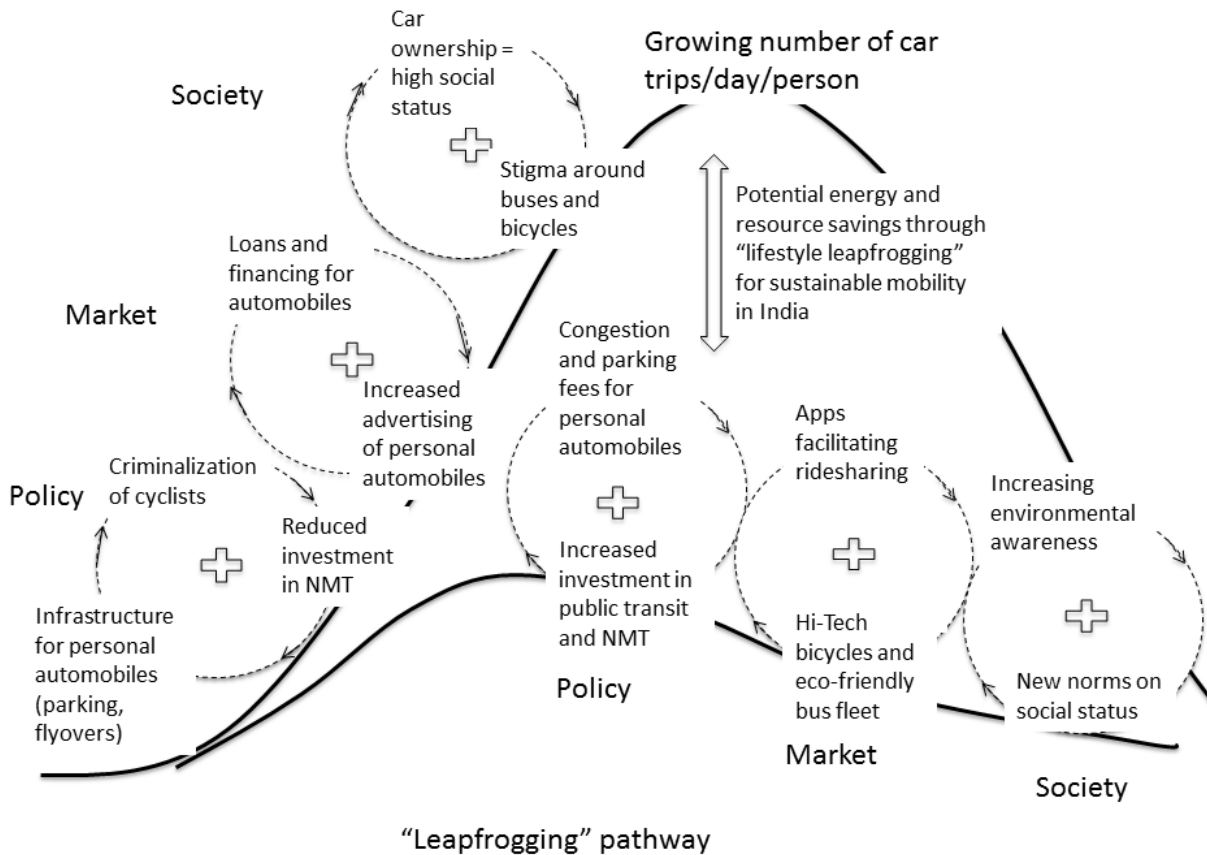 Growing number of car
trips/day/person
Society
Car
ownership =
high social
status
Stigma around
buses and
bicycles
Potential energy and
resource savings through
“lifestyle leapfrogging”
for sustainable mobility
in India
Market
Loans and
financing for
automobiles
Increased
advertising
of personal
automobiles
Policy
Criminalization
of cyclists
Reduced
investment
in NMT
Infrastructure
for personal
automobiles
(parking,
flyovers)
Congestion
and parking
fees for
personal
automobiles
Increased
investment in
public transit
and NMT
Policy
Apps
facilitating
ridesharing
Hi-Tech
bicycles and
eco-friendly
bus fleet
Market
Increasing
environmental
awareness
New norms on
social status
Society
“Leapfrogging” pathway